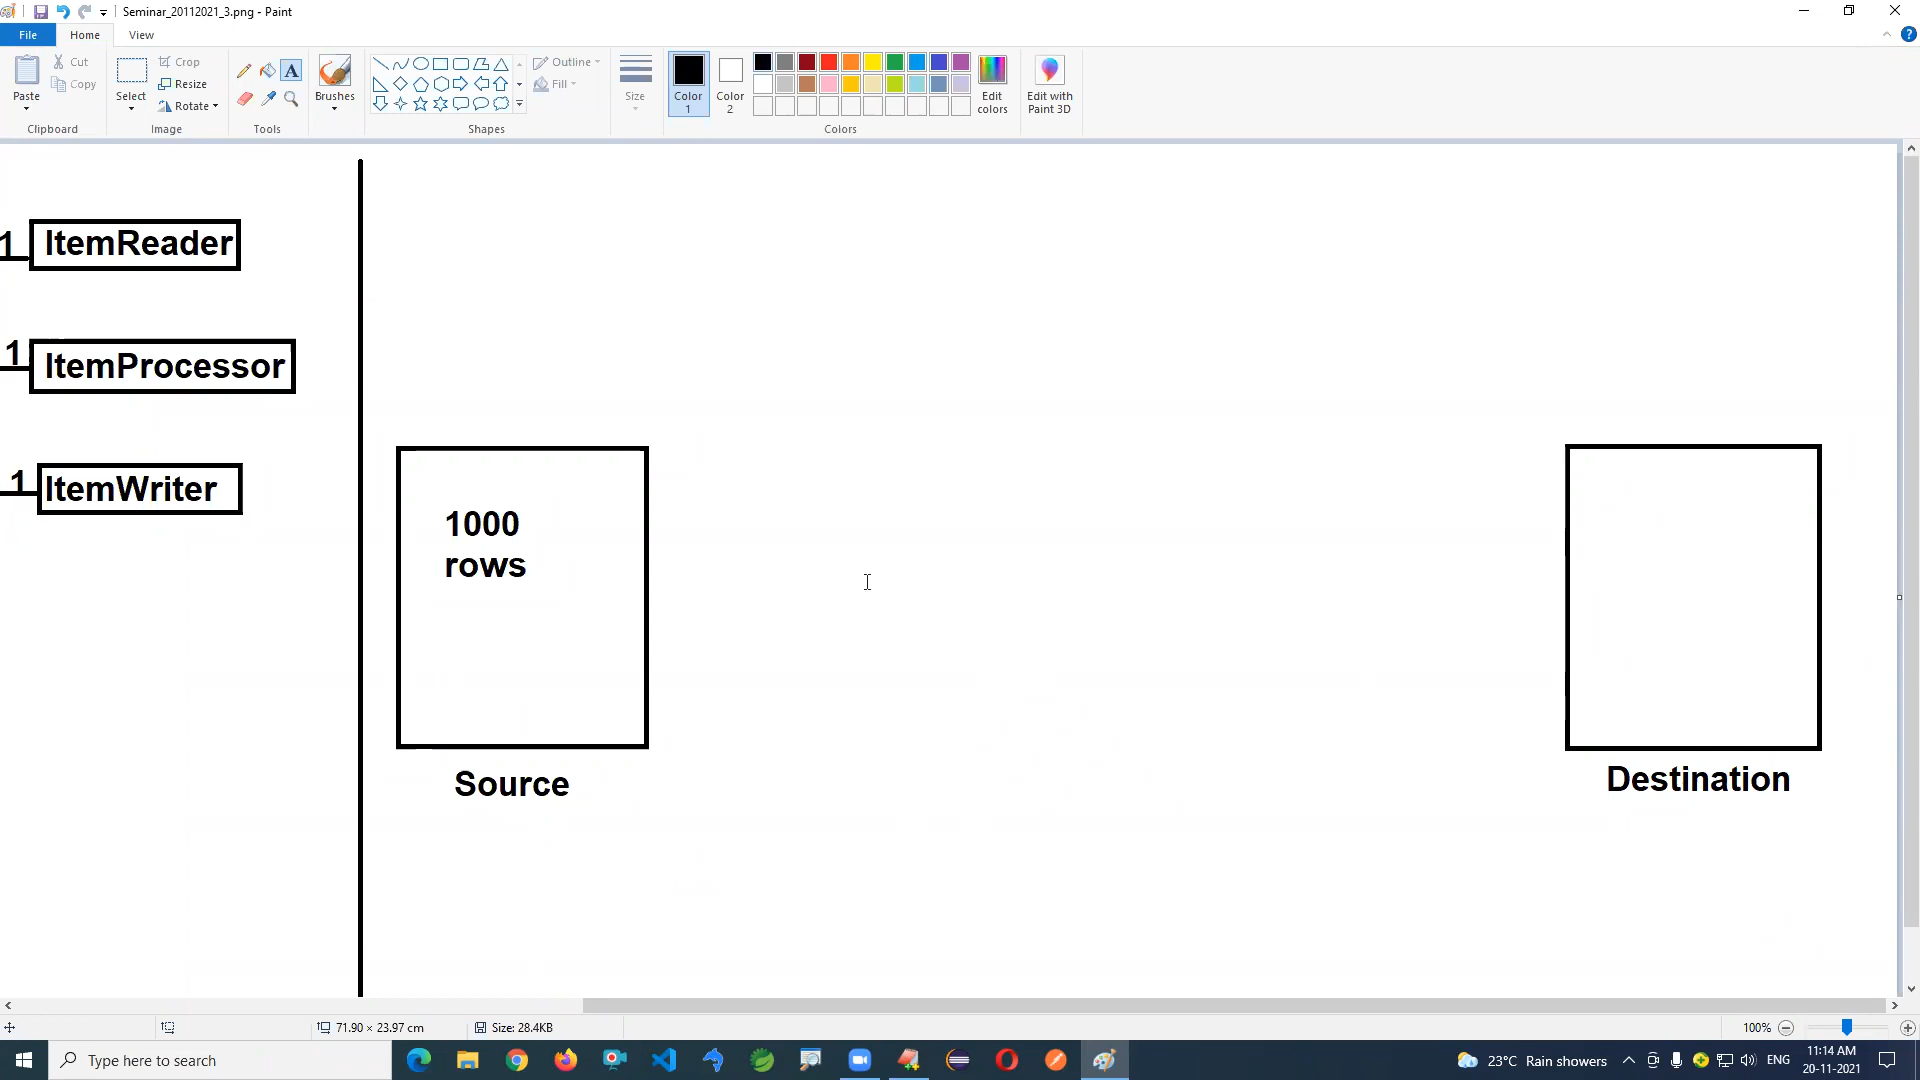 Seminar_20112021_3.png - Paint
File
Home
View
Paste
Cut
Copy
Clipboard
Select
Crop
Resize
Rotate
Image
A
Tools
Brushes
Shapes
Outline
Fill
Size
Color
1
Color
2
Colors
Edit
colors
Edit with
Paint 3D
1
ItemReader
1
ItemProcessor
1
ItemWriter
1000
rows
Source
Destination
71.90 × 23.97 cm
Size: 28.4KB
100%
Type here to search
23°C Rain showers
ENG
11:14 AM
20-11-2021